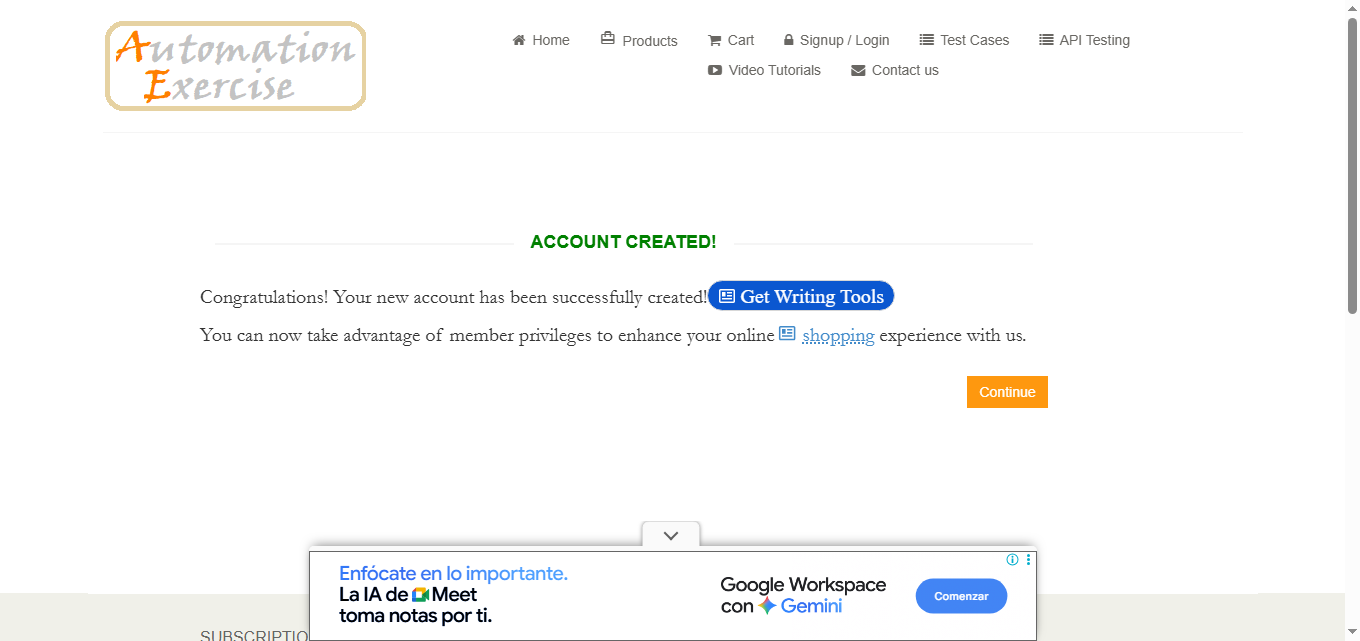 Automation
Exercise
Home Products Cart Signup / Login Test Cases API Testing
Video Tutorials Contact us
ACCOUNT CREATED!
Congratulations! Your new account has been successfully created! Get Writing Tools
You can now take advantage of member privileges to enhance your online shopping experience with us.
Continue
Enfócate en lo importante.
La IA de Meet
toma notas por ti.
Google Workspace
con Gemini
Comenzar